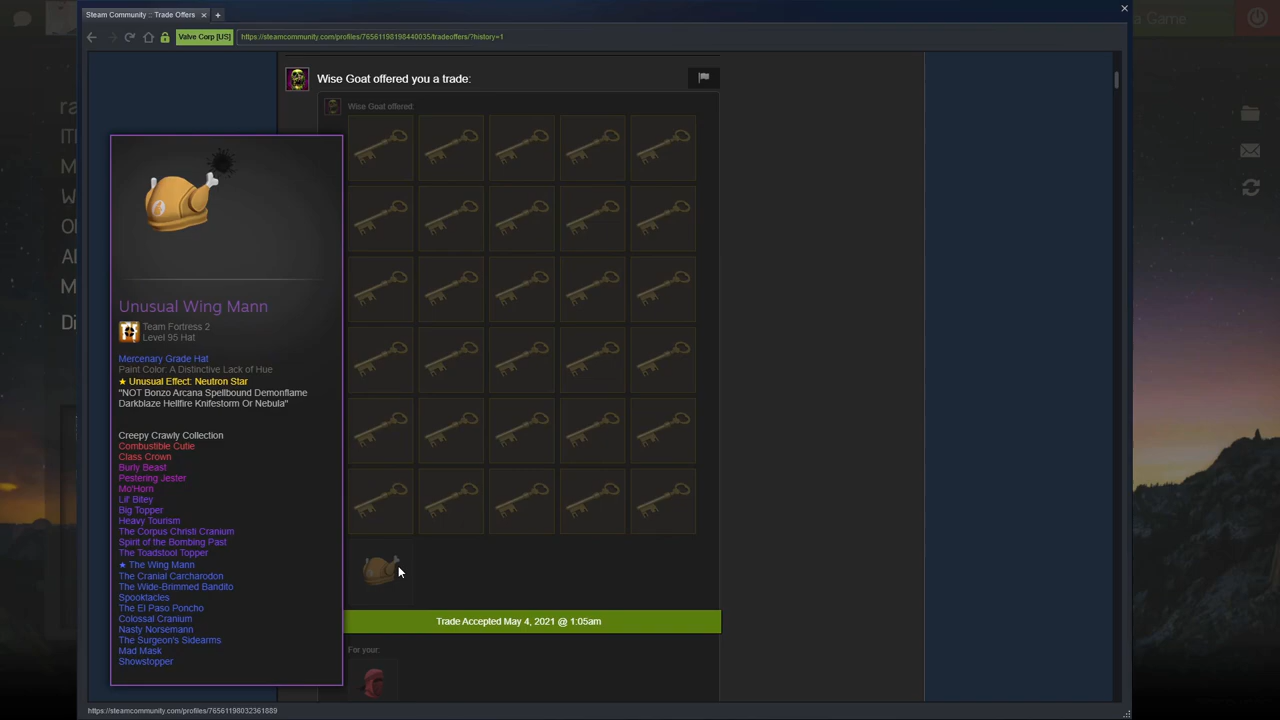 Steam Community :: Trade Offers
Valve Corp [US]
https://steamcommunity.com/profiles/76561198198440035/tradeoffers/?history=1
a Game
Wise Goat offered you a trade:
Wise Goat offered:
Unusual Wing Mann
Team Fortress 2
Level 95 Hat
Mercenary Grade Hat
Paint Color: A Distinctive Lack of Hue
★ Unusual Effect: Neutron Star
"NOT Bonzo Arcana Spellbound Demonflame
Darkblaze Hellfire Knifestorm Or Nebula"
Creepy Crawly Collection
Combustible Cutie
Class Crown
Burly Beast
Pestering Jester
Mo'Horn
Lil' Bitey
Big Topper
Heavy Tourism
The Corpus Christi Cranium
Spirit of the Bombing Past
The Toadstool Topper
★ The Wing Mann
The Cranial Carcharodon
The Wide-Brimmed Bandito
Spooktacles
The El Paso Poncho
Colossal Cranium
Nasty Norsemann
The Surgeon's Sidearms
Mad Mask
Showstopper
Trade Accepted May 4, 2021 @ 1:05am
For your:
https://steamcommunity.com/profiles/76561198032361889